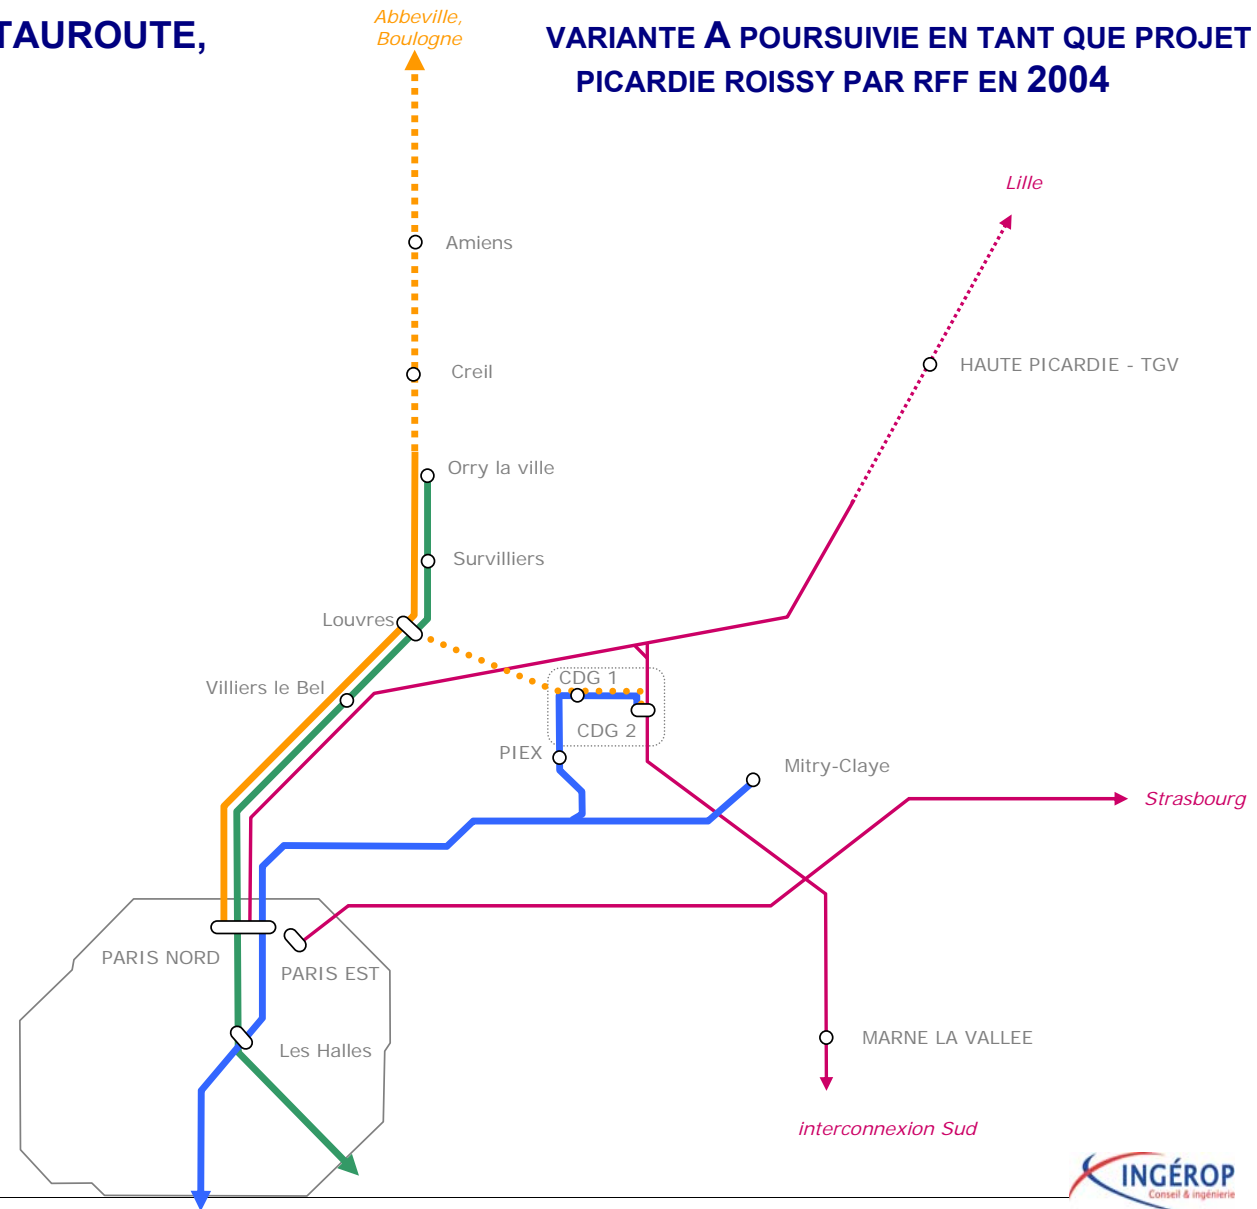 TAUROUTE,
VARIANTE A POURSUIVIE EN TANT QUE PROJET
PICARDIE ROISSY PAR RFF EN 2004
Abbeville,
Boulogne
Lille
Amiens
HAUTE PICARDIE - TGV
Creil
Orry la ville
Survilliers
Louvres
CDG 1
Villiers le Bel
CDG 2
PIEX
Mitry-Claye
Strasbourg
PARIS NORD
PARIS EST
Les Halles
MARNE LA VALLEE
interconnexion Sud
INGÉROP
Conseil & ingénierie